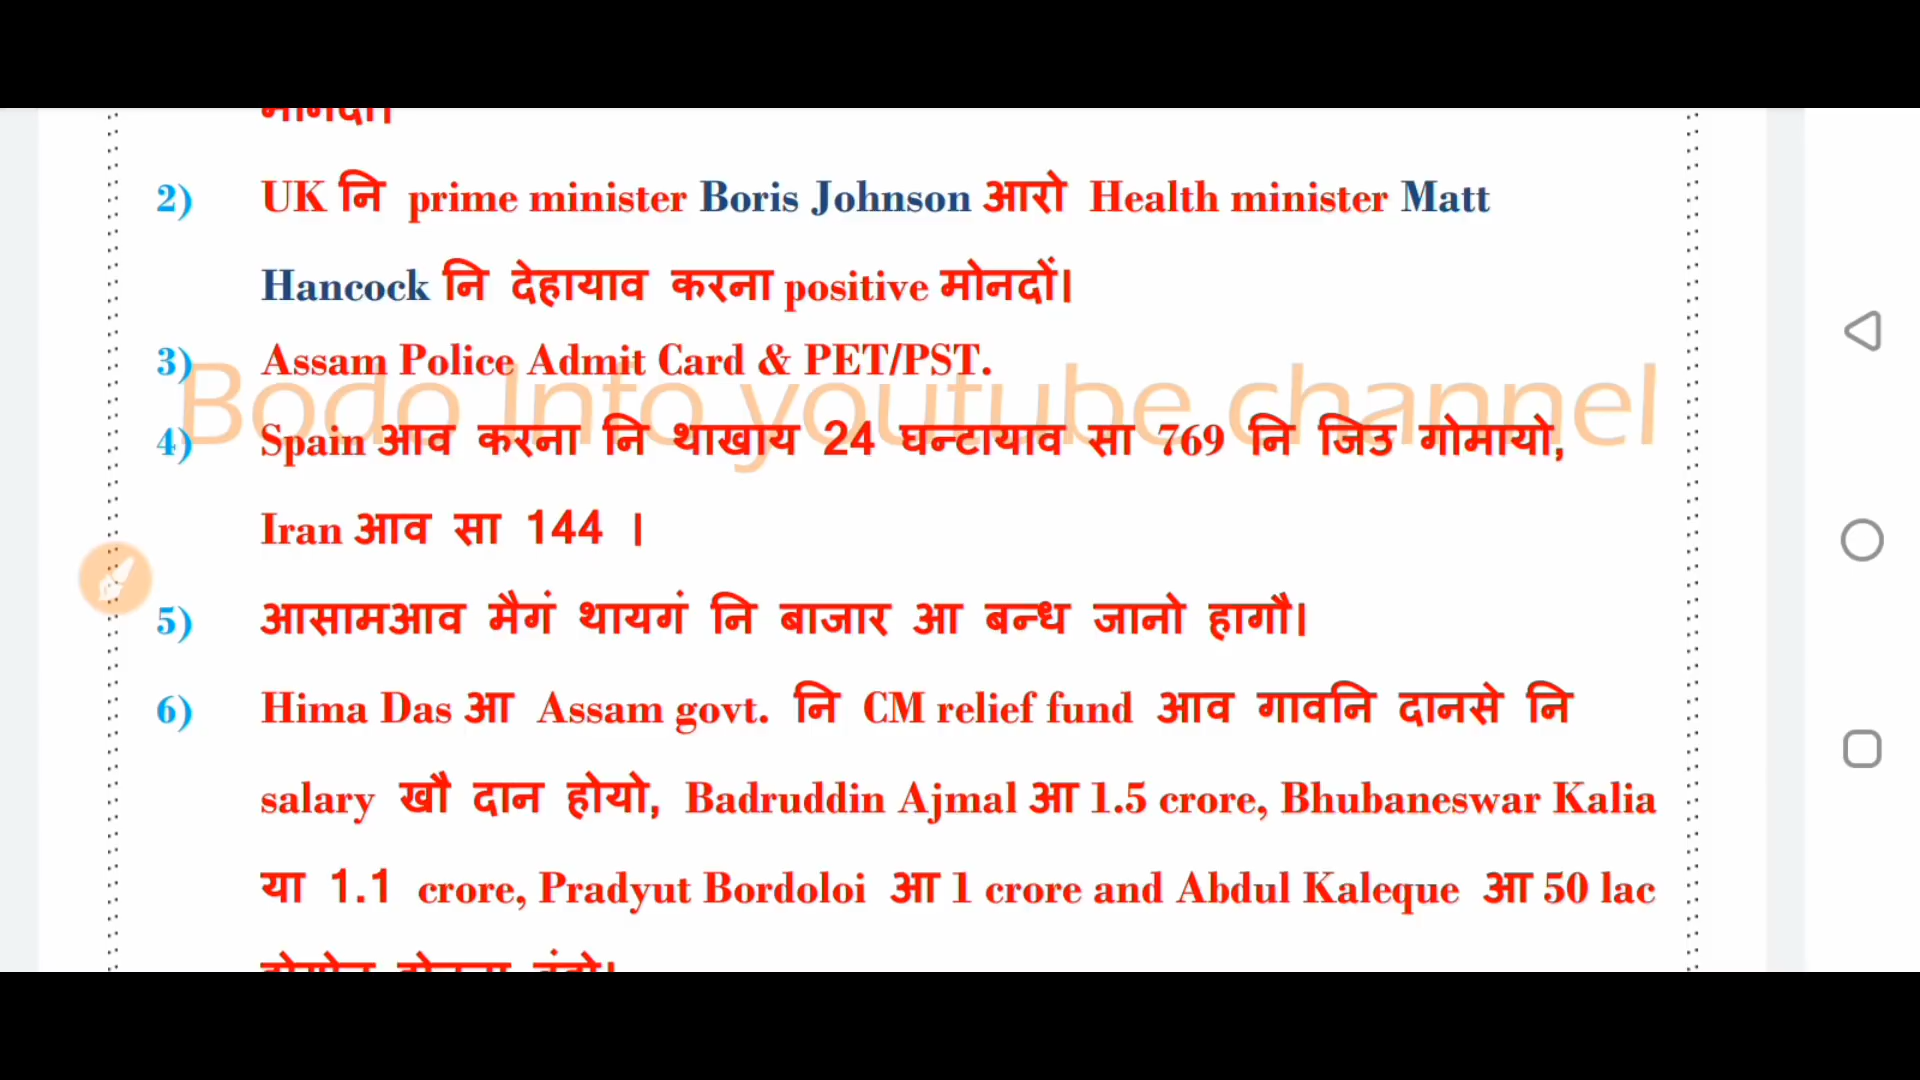 2) UK नि prime minister Boris Johnson आरो Health minister Matt
Hancock नि देहायाव करना positive मोनदों।
3) Assam Police Admit Card & PET/PST.
Bodo Info youtube channel
4) Spain आव करना नि थाखाय 24 घन्टायाव सा 769 नि जिउ गोमायो,
Iran आव सा 144 ।
5) आसामआव मैगं थायगं नि बाजार आ बन्ध जानो हागौ।
6) Hima Das आ Assam govt. नि CM relief fund आव गावनि दानसे नि
salary खौ दान होयो, Badruddin Ajmal आ 1.5 crore, Bhubaneswar Kalia
या 1.1 crore, Pradyut Bordoloi आ 1 crore and Abdul Kaleque आ 50 lac